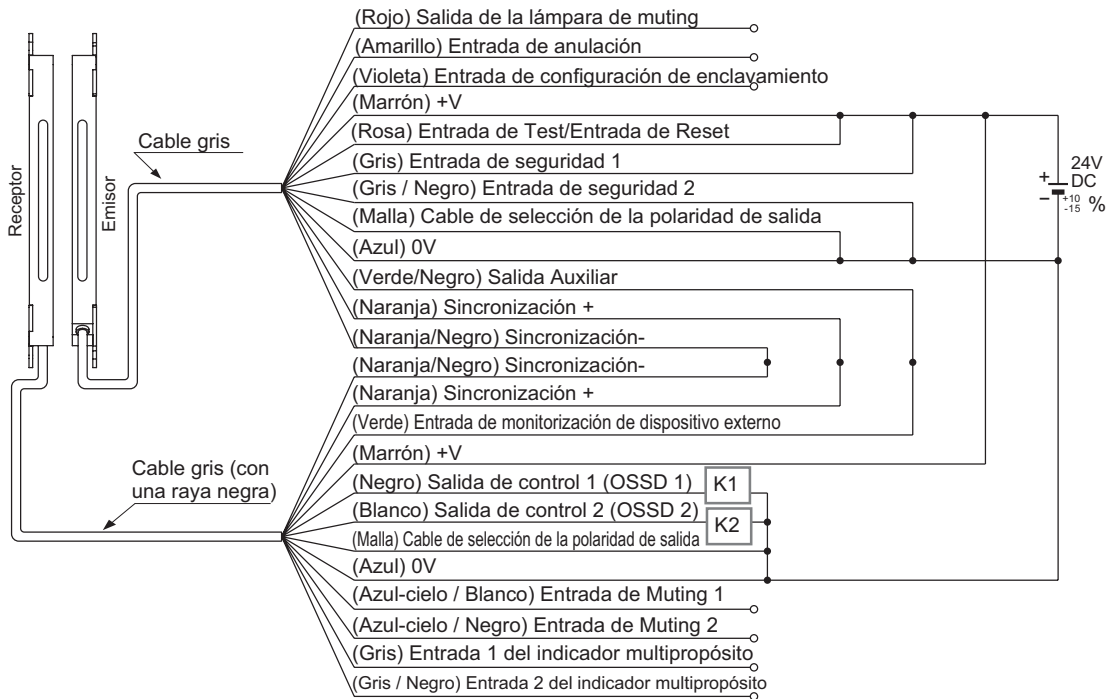 (Rojo) Salida de la lámpara de muting
(Amarillo) Entrada de anulación
(Violeta) Entrada de configuración de enclavamiento
(Marrón) +V
(Rosa) Entrada de Test/Entrada de Reset
(Gris) Entrada de seguridad 1
(Gris / Negro) Entrada de seguridad 2
(Malla) Cable de selección de la polaridad de salida
(Azul) 0V
(Verde/Negro) Salida Auxiliar
(Naranja) Sincronización +
(Naranja/Negro) Sincronización-
(Naranja/Negro) Sincronización-
(Naranja) Sincronización +
(Verde) Entrada de monitorización de dispositivo externo
(Marrón) +V
(Negro) Salida de control 1 (OSSD 1)
K1
(Blanco) Salida de control 2 (OSSD 2)
K2
(Malla) Cable de selección de la polaridad de salida
(Azul) 0V
(Azul-cielo / Blanco) Entrada de Muting 1
(Azul-cielo / Negro) Entrada de Muting 2
(Gris) Entrada 1 del indicador multipropósito
(Gris / Negro) Entrada 2 del indicador multipropósito
Receptor
Emisor
Cable gris
Cable gris (con
una raya negra)
+
24V
DC
–
+10
-15 %